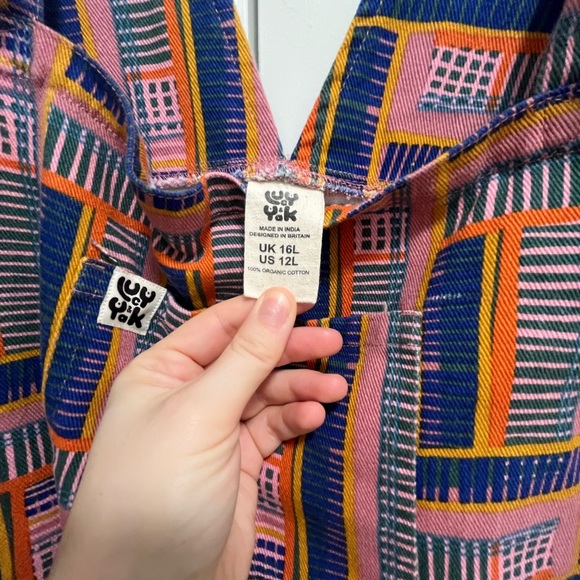 LUCY
& YAK
MADE IN INDIA
DESIGNED IN BRITAIN
UK 16L
US 12L
100% ORGANIC COTTON
LUCY
&
YAK